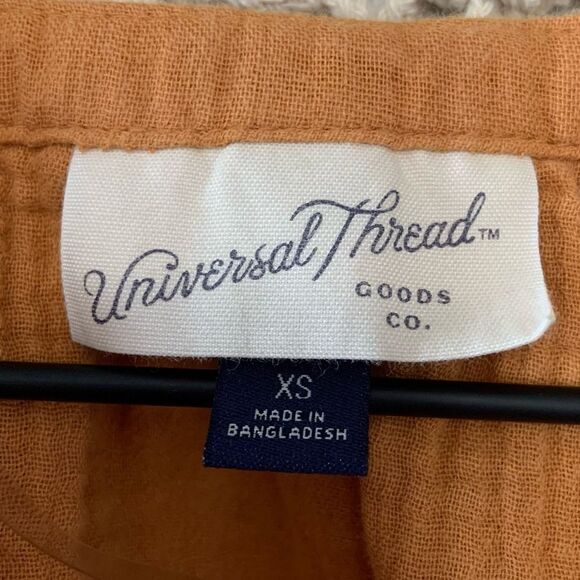 Universal Thread™
GOODS
CO.
XS
MADE IN
BANGLADESH